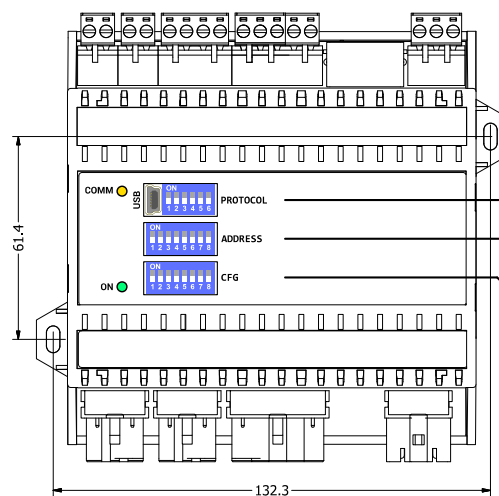 COMM
USB
ON
1 2 3 4 5 6
PROTOCOL
ON
1 2 3 4 5 6 7 8
ADDRESS
ON
1 2 3 4 5 6 7 8
CFG
ON
61.4
132.3